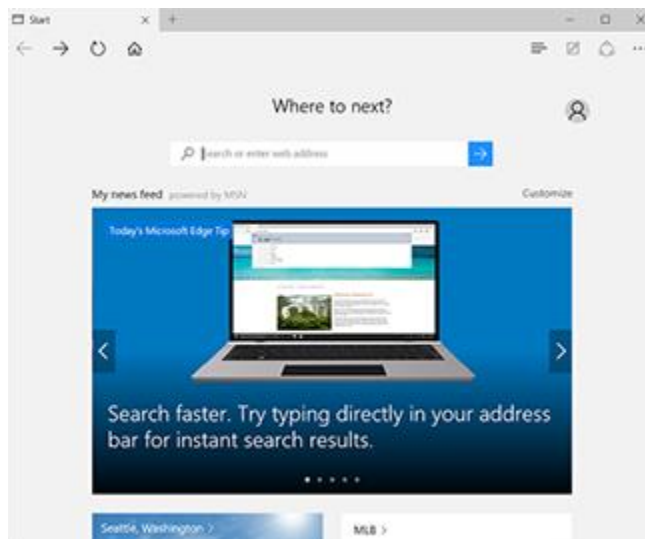 Start
Where to next?
Search or enter web address
My news feed powered by MSN
Customize
Today's Microsoft Edge Tip
Search faster. Try typing directly in your address
bar for instant search results.
Seattle, Washington >
MLB >